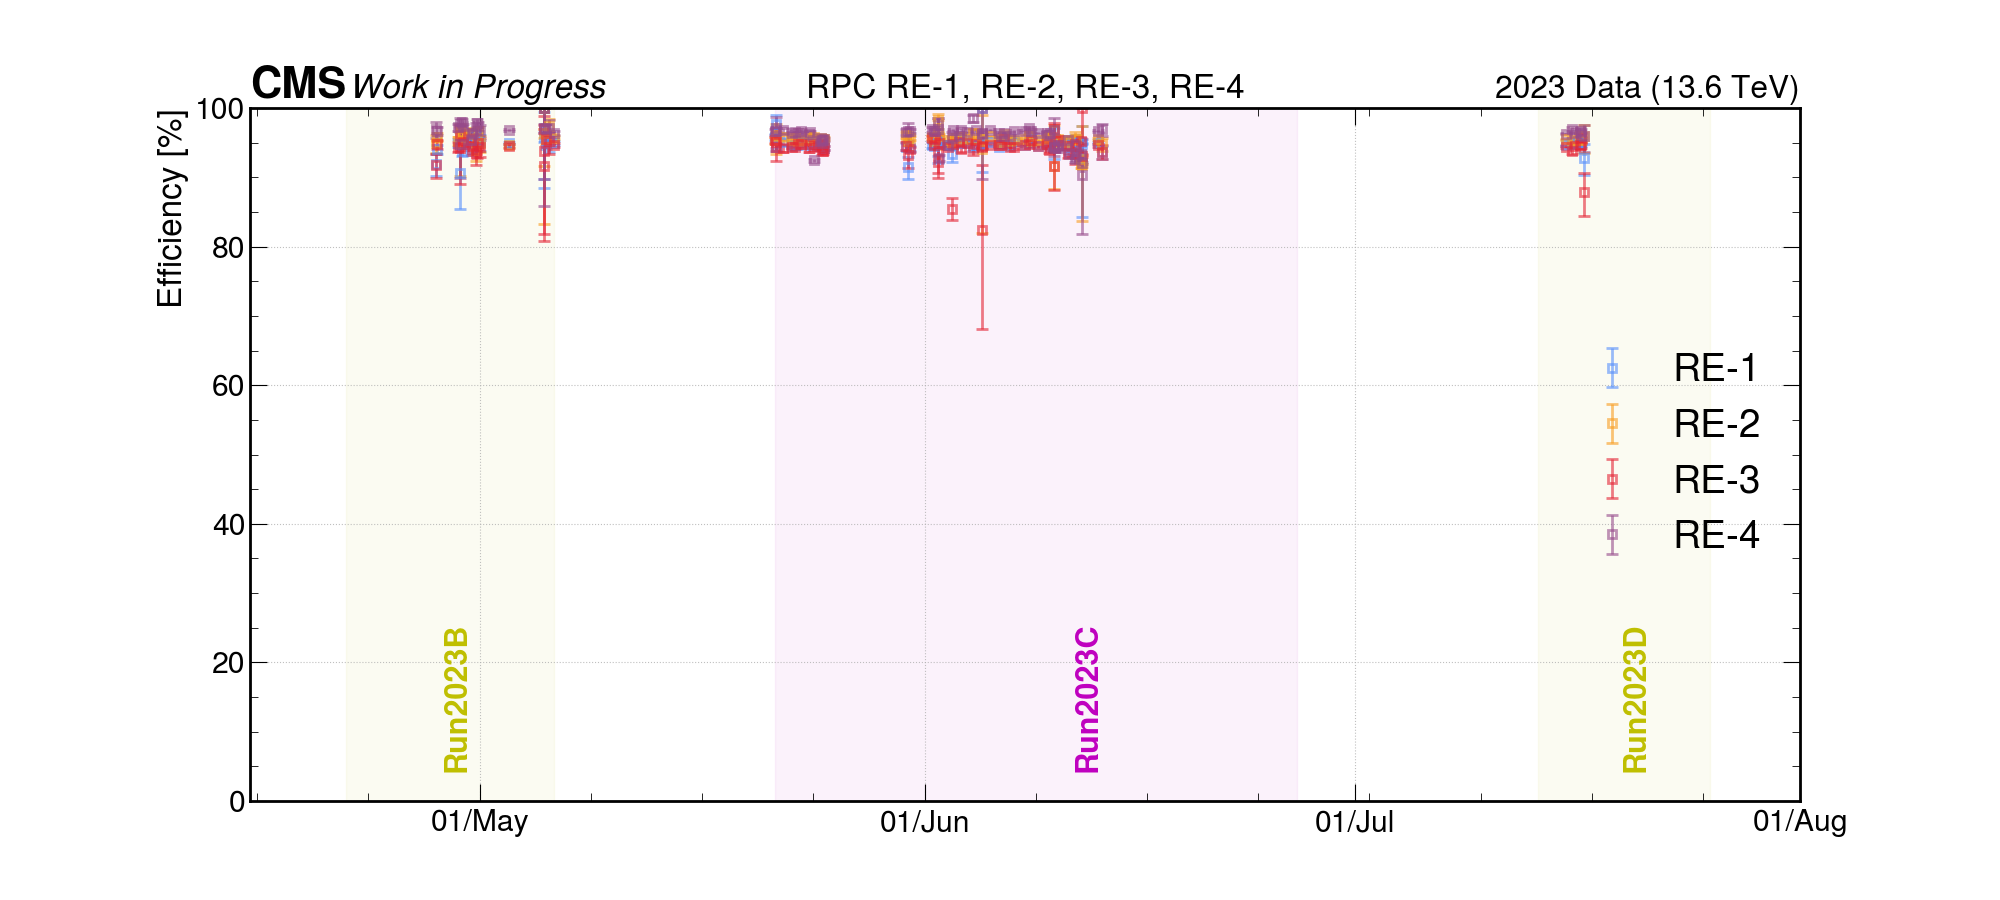 CMS Work in Progress RPC RE-1, RE-2, RE-3, RE-4 2023 Data (13.6 TeV)
Efficiency [%]
100
80
60
40
20
0
RE-1
RE-2
RE-3
RE-4
Run2023B
Run2023C
Run2023D
01/May 01/Jun 01/Jul 01/Aug